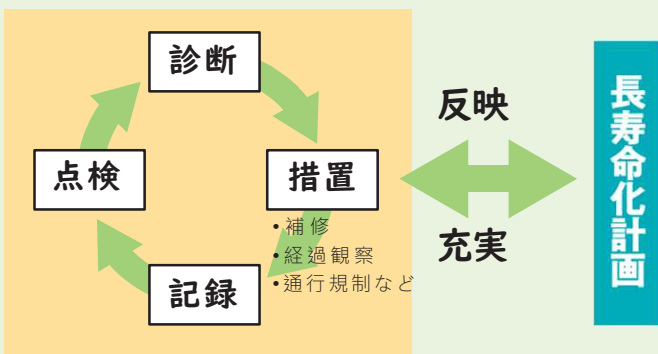 診断
点検
措置
•補修
•経過観察
•通行規制など
記録
反映
充実
長寿命化計画